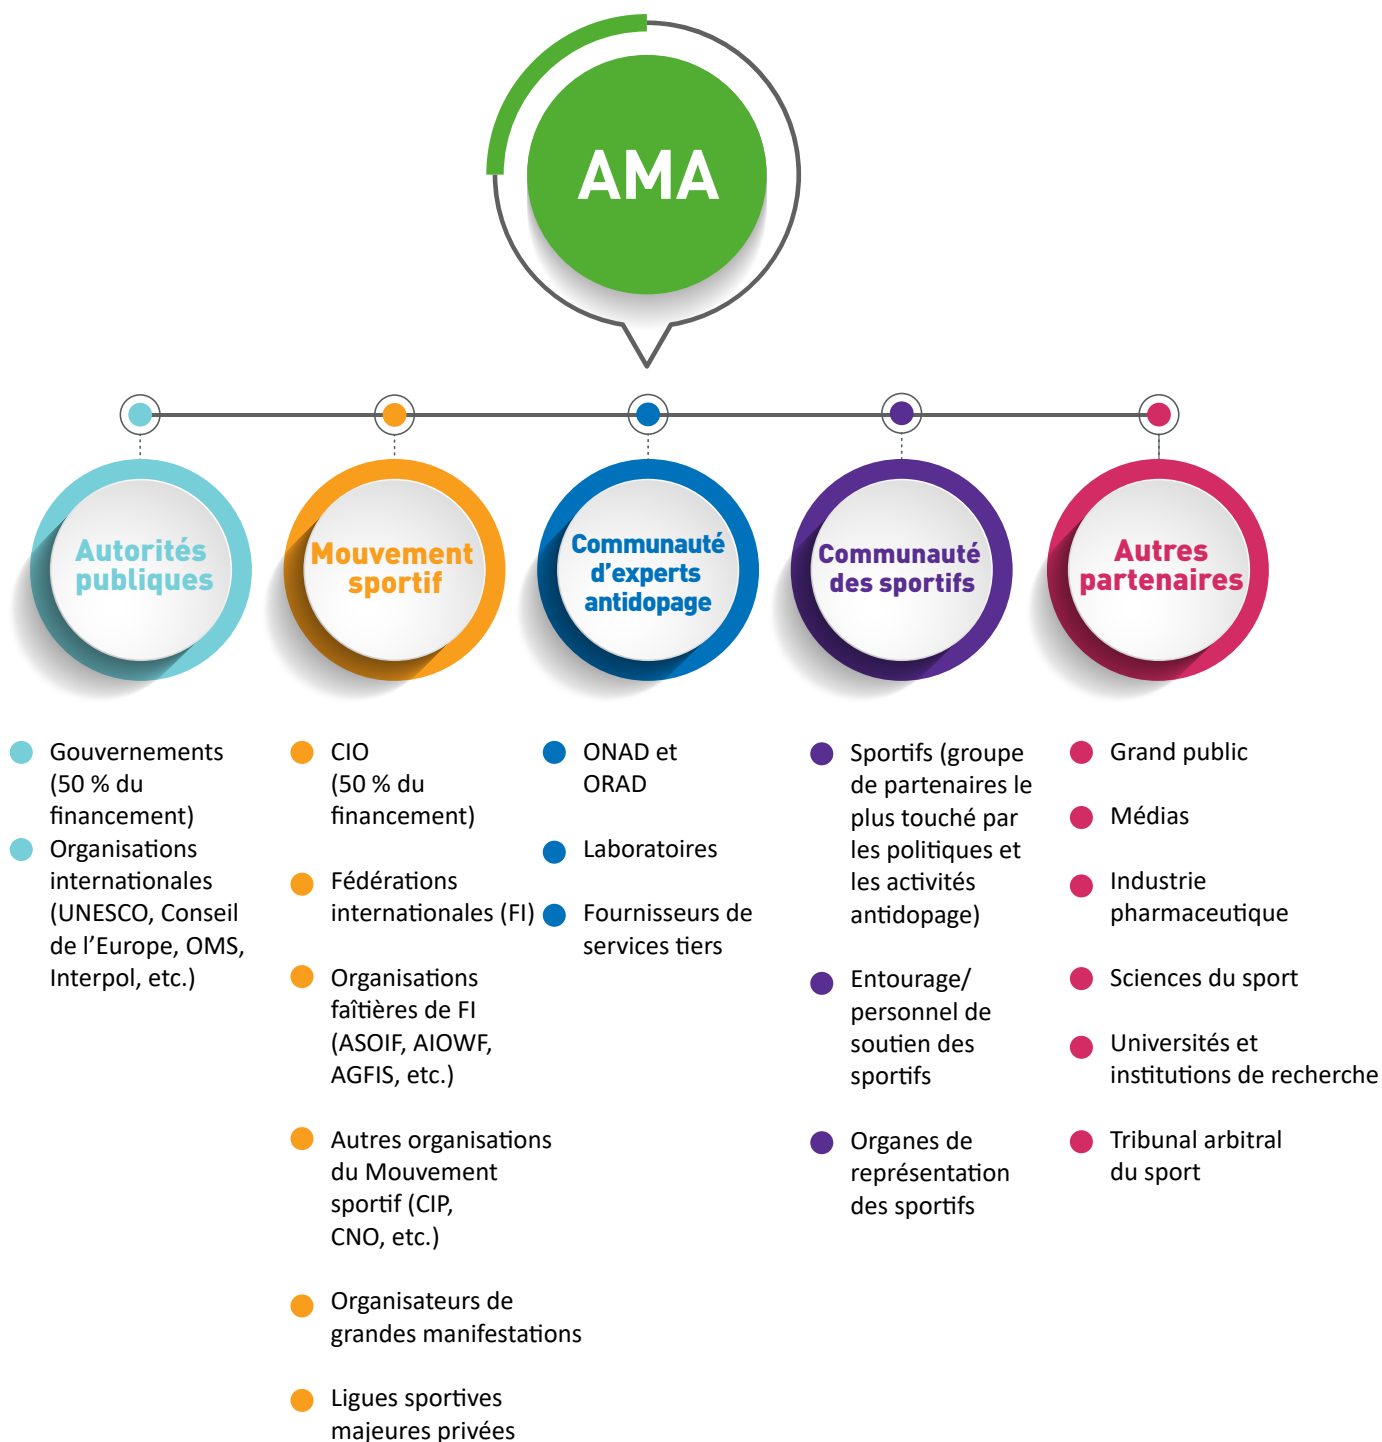 AMA
Autorités
publiques
Mouvement
sportif
Communauté
d’experts
antidopage
Communauté
des sportifs
Autres
partenaires
Gouvernements
(50 % du
financement)
Organisations
internationales
(UNESCO, Conseil
de l’Europe, OMS,
Interpol, etc.)
CIO
(50 % du
financement)
Fédérations
internationales (FI)
Organisations
faîtières de FI
(ASOIF, AIOWF,
AGFIS, etc.)
Autres organisations
du Mouvement
sportif (CIP,
CNO, etc.)
Organisateurs de
grandes manifestations
Ligues sportives
majeures privées
ONAD et
ORAD
Laboratoires
Fournisseurs de
services tiers
Sportifs (groupe
de partenaires le
plus touché par
les politiques et
les activités
antidopage)
Entourage/
personnel de
soutien des
sportifs
Organes de
représentation
des sportifs
Grand public
Médias
Industrie
pharmaceutique
Sciences du sport
Universités et
institutions de recherche
Tribunal arbitral
du sport